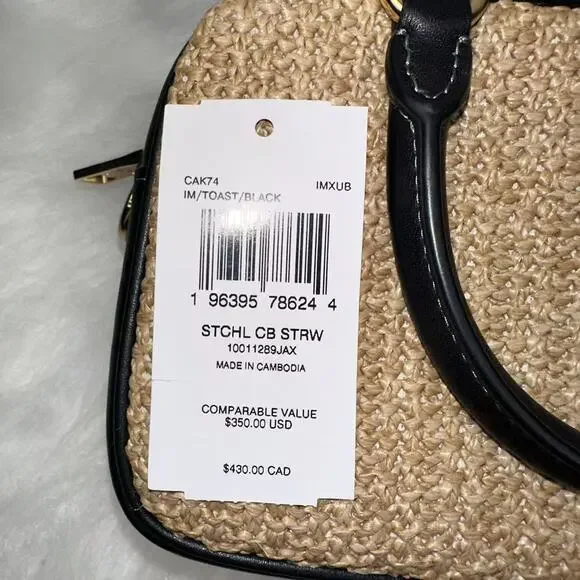 CAK74 IMXUB
IM/TOAST/BLACK
1 96395 78624 4
STCHL CB STRW
10011289JAX
MADE IN CAMBODIA
COMPARABLE VALUE
$350.00 USD
$430.00 CAD